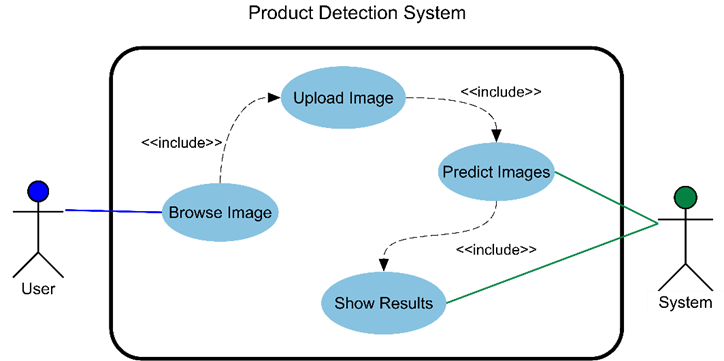 Product Detection System
Upload Image
<<include>>
<<include>>
Predict Images
Browse Image
<<include>>
User
Show Results
System